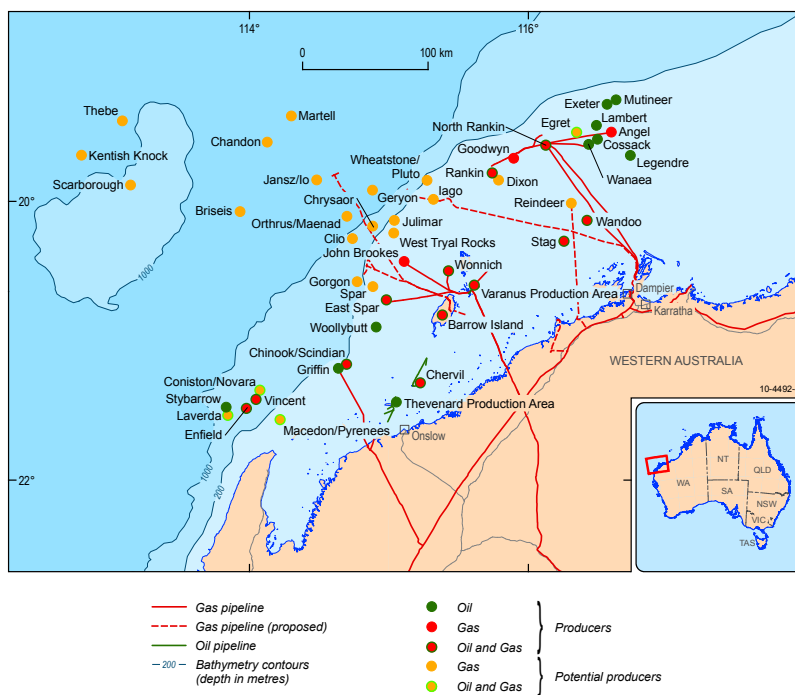 114
116
0
100 km
Thebe
Martell
Exeter
Mutineer
Lambert
Egret
Angel
North Rankin
Cossack
Chandon
Goodwyn
Kentish Knock
Wheatstone/
Pluto
Rankin
Wanaea
Legendre
Scarborough
Jansz/Io
Dixon
20
Chrysaor
Geryon
Iago
Reindeer
Briseis
Orthrus/Maenad
Julimar
Wandoo
Clio
West Tryal Rocks
Stag
John Brookes
Wonnich
1000
Gorgon
Spar
Varanus Production Area
Dampier
East Spar
Karratha
Woollybutt
Barrow Island
Chinook/Scindian
WESTERN AUSTRALIA
Griffin
Chervil
10-4492-
Coniston/Novara
Stybarrow
Vincent
Thevenard Production Area
Laverda
Enfield
Macedon/Pyrenees
Onslow
22
1000
200
NT
QLD
WA
SA
NSW
VIC
TAS
Gas pipeline
Gas pipeline (proposed)
Oil pipeline
200
Bathymetry contours
(depth in metres)
Oil
Gas
Oil and Gas
Producers
Gas
Oil and Gas
Potential producers